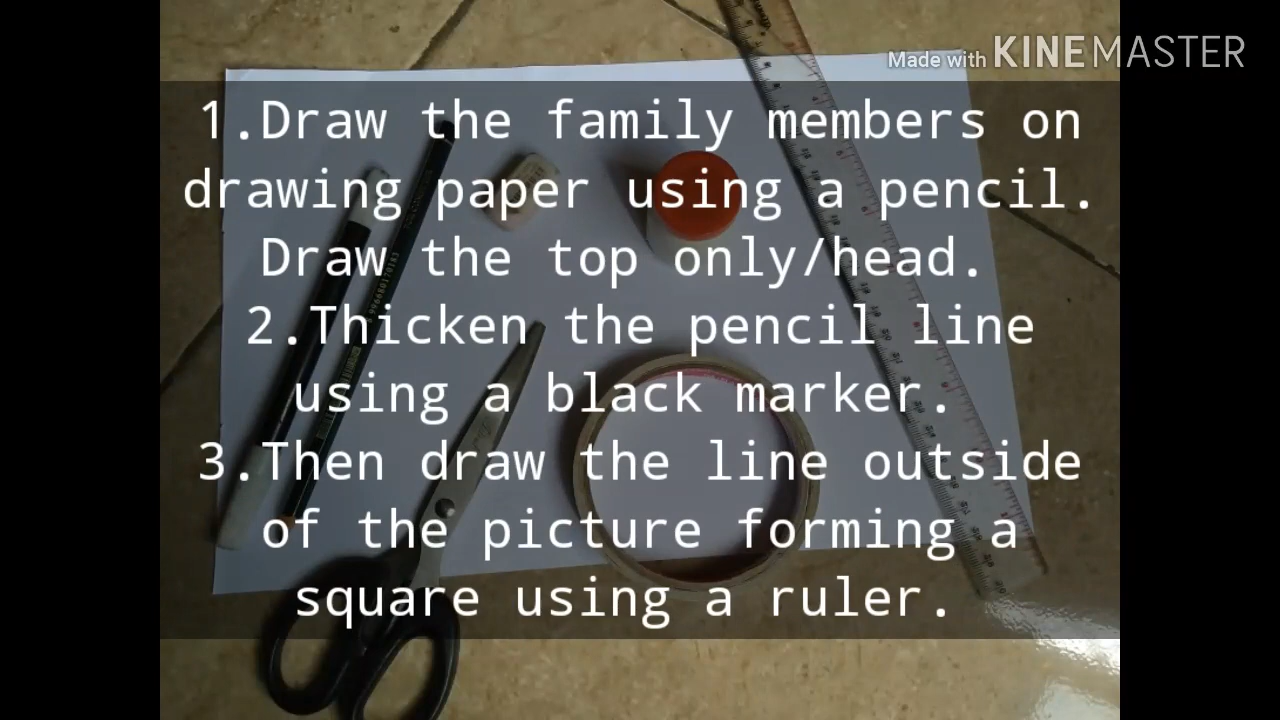 Made with KINEMASTER
1.Draw the family members on
drawing paper using a pencil.
Draw the top only/head.
2.Thicken the pencil line
using a black marker.
3.Then draw the line outside
of the picture forming a
square using a ruler.